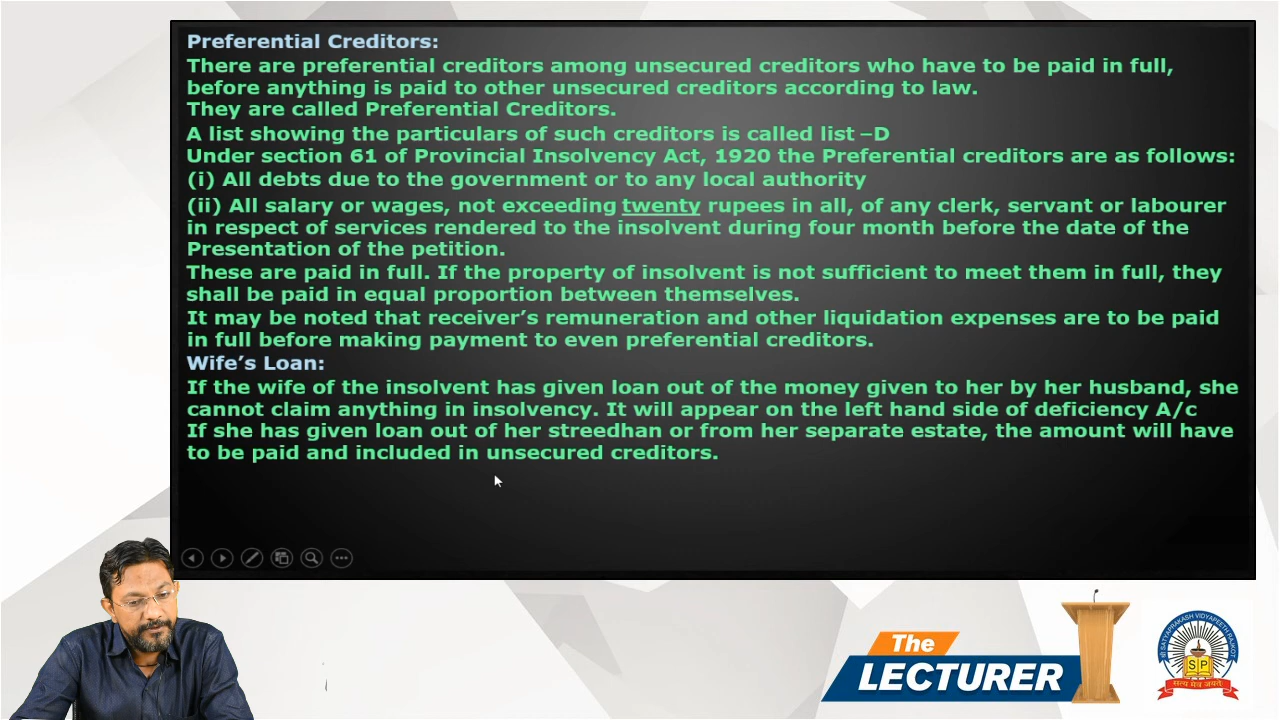 Preferential Creditors:
There are preferential creditors among unsecured creditors who have to be paid in full,
before anything is paid to other unsecured creditors according to law.
They are called Preferential Creditors.
A list showing the particulars of such creditors is called list –D
Under section 61 of Provincial Insolvency Act, 1920 the Preferential creditors are as follows:
(i) All debts due to the government or to any local authority
(ii) All salary or wages, not exceeding twenty rupees in all, of any clerk, servant or labourer
in respect of services rendered to the insolvent during four month before the date of the
Presentation of the petition.
These are paid in full. If the property of insolvent is not sufficient to meet them in full, they
shall be paid in equal proportion between themselves.
It may be noted that receiver’s remuneration and other liquidation expenses are to be paid
in full before making payment to even preferential creditors.
Wife’s Loan:
If the wife of the insolvent has given loan out of the money given to her by her husband, she
cannot claim anything in insolvency. It will appear on the left hand side of deficiency A/c
If she has given loan out of her streedhan or from her separate estate, the amount will have
to be paid and included in unsecured creditors.
The
LECTURER
SATYAPRAKASH VIDYAPEETH RAJKOT
SP
सत्य मेव जयते